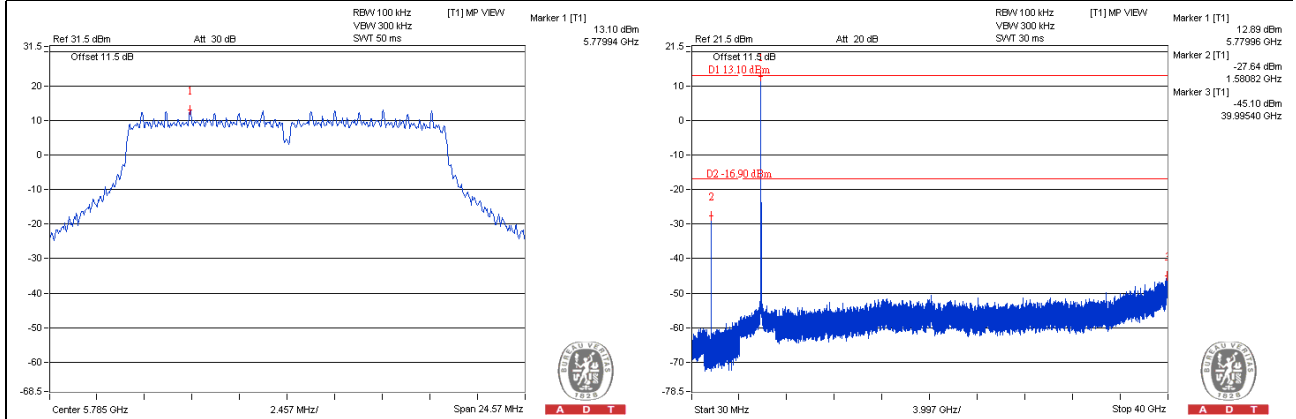 RBW 100 kHz [T1] MP VIEW
VBW 300 kHz
Ref 31.5 dBm Att 30 dB SWT 50 ms
Marker 1 [T1]
13.10 dBm
5.77994 GHz
31.5
Offset 11.5 dB
20
10
0
-10
-20
-30
-40
-50
-60
-68.5
1
Center 5.785 GHz 2.457 MHz/ Span 24.57 MHz
BUREAU VERITAS
1828
A D T
RBW 100 kHz [T1] MP VIEW
VBW 300 kHz
Ref 21.5 dBm Att 20 dB SWT 30 ms
Marker 1 [T1]
12.89 dBm
5.77996 GHz
Marker 2 [T1]
-27.64 dBm
1.58082 GHz
Marker 3 [T1]
-45.10 dBm
39.99540 GHz
21.5
Offset 11.5 dB
1
D1 13.10 dBm
10
0
-10
D2 -16.90 dBm
-20
2
-30
-40
-50
-60
-70
-78.5
Start 30 MHz 3.997 GHz/ Stop 40 GHz
BUREAU VERITAS
1828
A D T